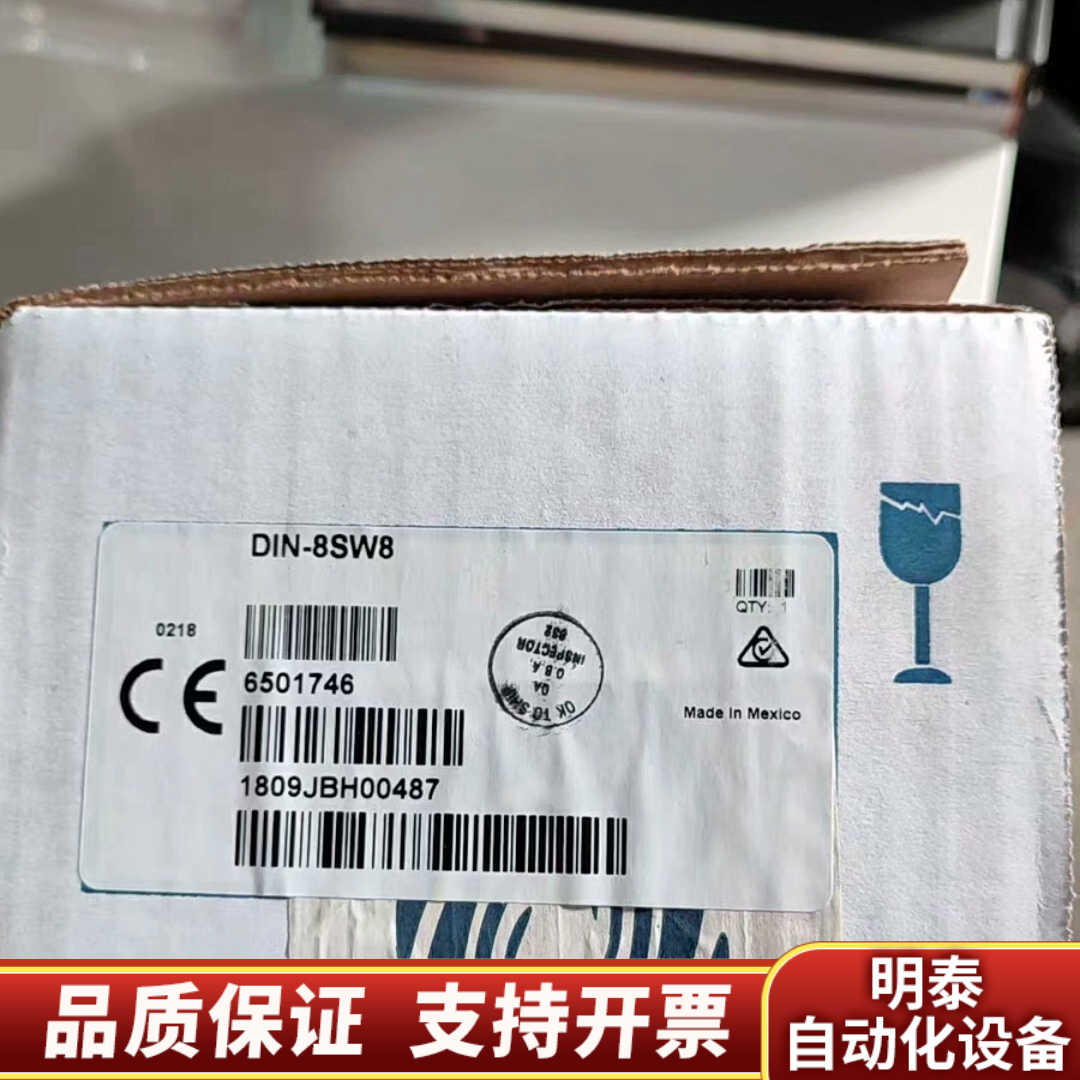 DIN-8SW8
QTY: 1
0218
CE
6501746
INSPECTOR
632
O.B.A.
QA
OK TO SHIP
Made In Mexico
1809JBH00487
品质保证 支持开票
明泰
自动化设备